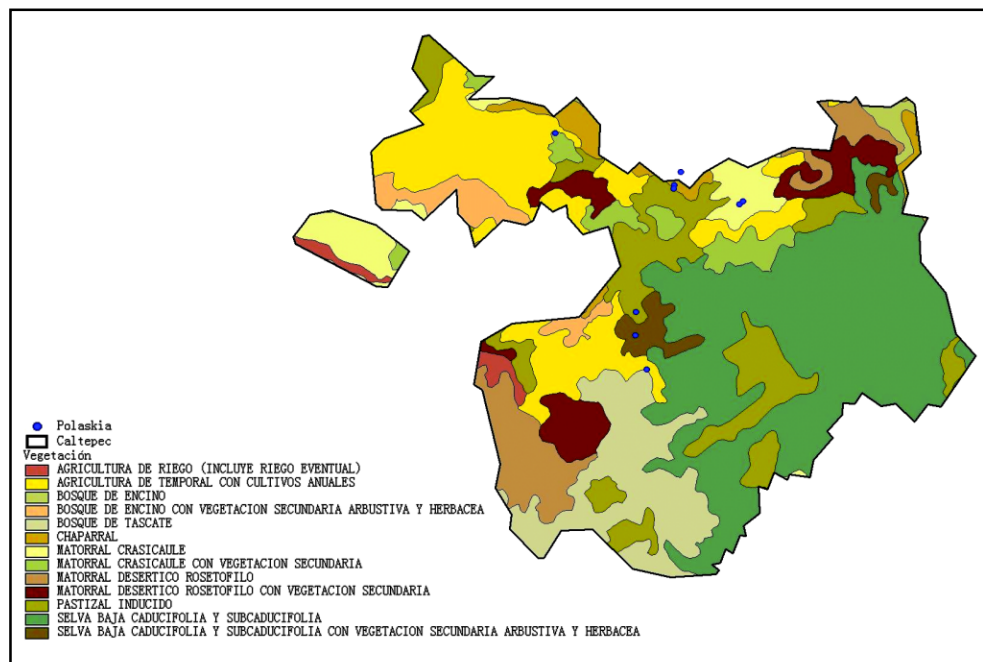 Polaskia
Caltepec
Vegetación
AGRICULTURA DE RIEGO (INCLUYE RIEGO EVENTUAL)
AGRICULTURA DE TEMPORAL CON CULTIVOS ANUALES
BOSQUE DE ENCINO
BOSQUE DE ENCINO CON VEGETACION SECUNDARIA ARBUSTIVA Y HERBACEA
BOSQUE DE TASCATE
CHAPARRAL
MATORRAL CRASICAULE
MATORRAL CRASICAULE CON VEGETACION SECUNDARIA
MATORRAL DESERTICO ROSETOFILO
MATORRAL DESERTICO ROSETOFILO CON VEGETACION SECUNDARIA
PASTIZAL INDUCIDO
SELVA BAJA CADUCIFOLIA Y SUBCADUCIFOLIA
SELVA BAJA CADUCIFOLIA Y SUBCADUCIFOLIA CON VEGETACION SECUNDARIA ARBUSTIVA Y HERBACEA